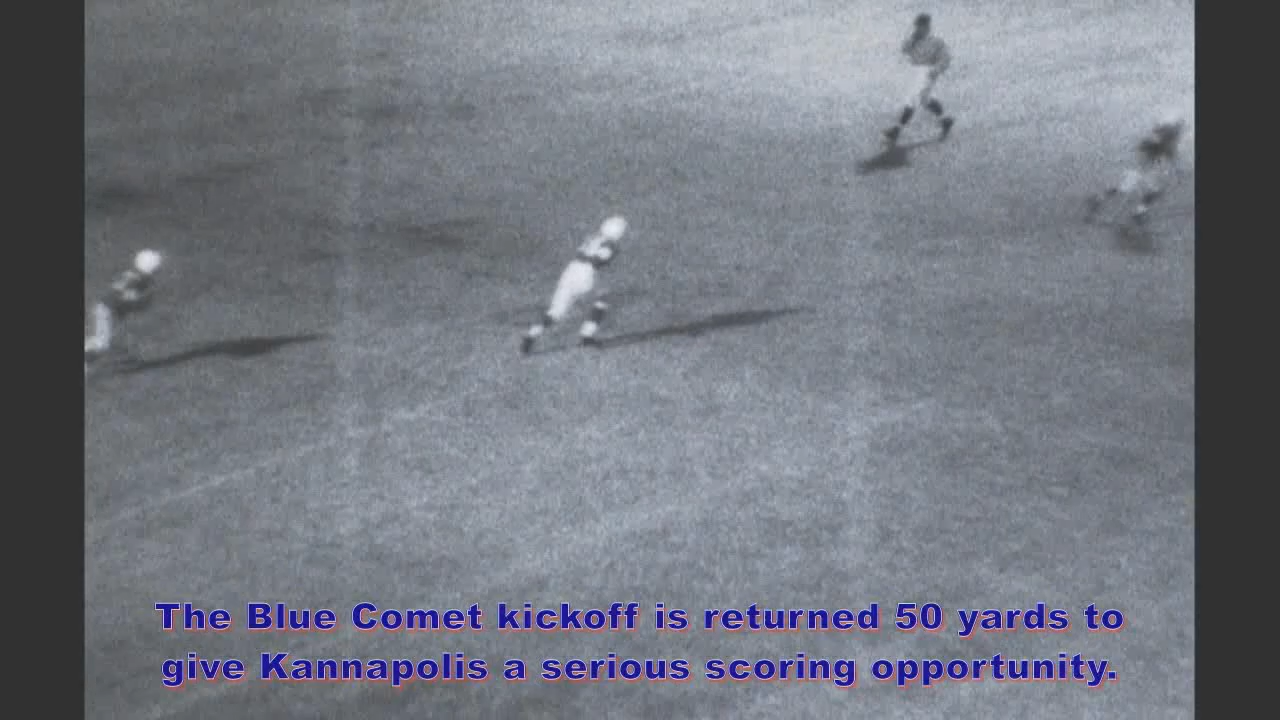 The Blue Comet kickoff is returned 50 yards to
give Kannapolis a serious scoring opportunity.